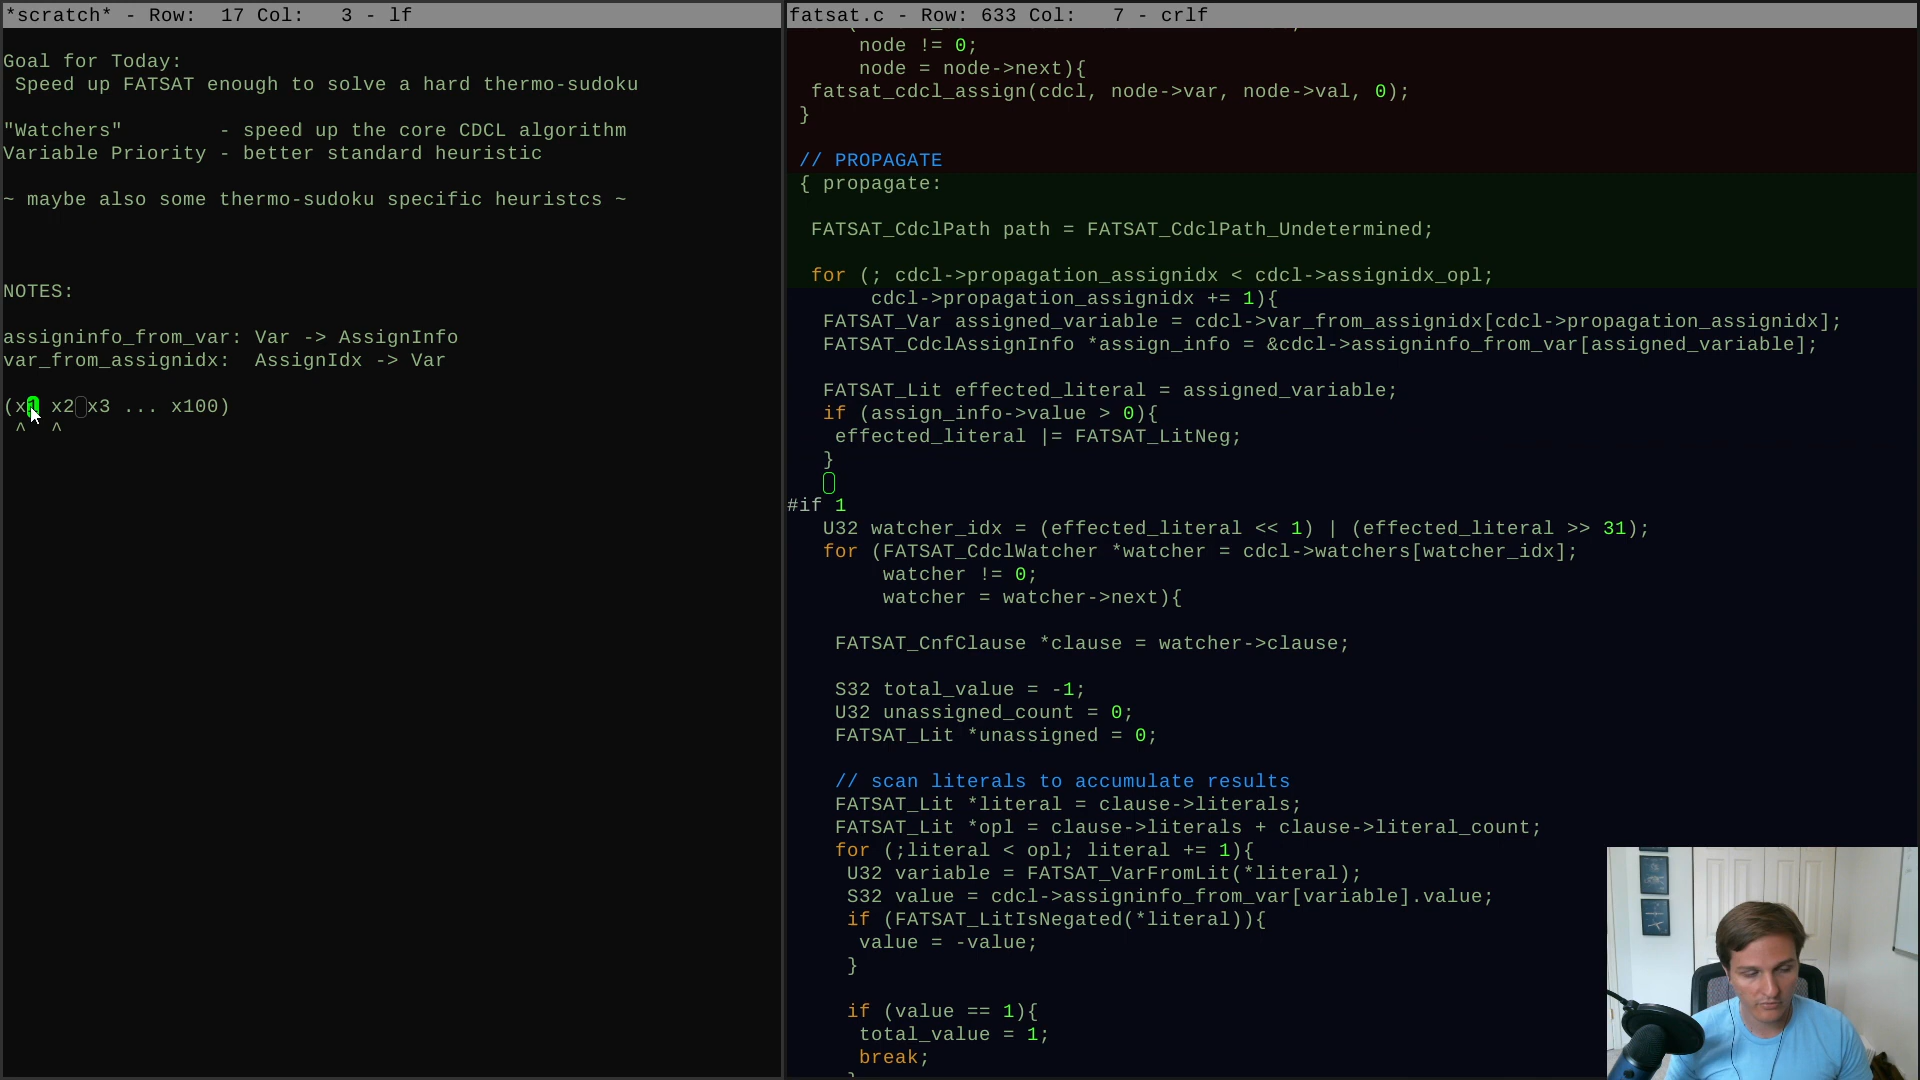 *scratch* - Row:  17 Col:   3 - lf
Goal for Today:
 Speed up FATSAT enough to solve a hard thermo-sudoku
"Watchers"        - speed up the core CDCL algorithm
Variable Priority - better standard heuristic
~ maybe also some thermo-sudoku specific heuristcs ~
NOTES:
assigninfo_from_var: Var -> AssignInfo
var_from_assignidx:  AssignIdx -> Var
(x1 x2 x3 ... x100)
 ^  ^
fatsat.c - Row: 633 Col:   7 - crlf
      node != 0;
      node = node->next){
  fatsat_cdcl_assign(cdcl, node->var, node->val, 0);
 }
 // PROPAGATE
 { propagate:
  FATSAT_CdclPath path = FATSAT_CdclPath_Undetermined;
  for (; cdcl->propagation_assignidx < cdcl->assignidx_opl;
       cdcl->propagation_assignidx += 1){
   FATSAT_Var assigned_variable = cdcl->var_from_assignidx[cdcl->propagation_assignidx];
   FATSAT_CdclAssignInfo *assign_info = &cdcl->assigninfo_from_var[assigned_variable];
   FATSAT_Lit effected_literal = assigned_variable;
   if (assign_info->value > 0){
    effected_literal |= FATSAT_LitNeg;
   }
#if 1
   U32 watcher_idx = (effected_literal << 1) | (effected_literal >> 31);
   for (FATSAT_CdclWatcher *watcher = cdcl->watchers[watcher_idx];
        watcher != 0;
        watcher = watcher->next){
    FATSAT_CnfClause *clause = watcher->clause;
    S32 total_value = -1;
    U32 unassigned_count = 0;
    FATSAT_Lit *unassigned = 0;
    // scan literals to accumulate results
    FATSAT_Lit *literal = clause->literals;
    FATSAT_Lit *opl = clause->literals + clause->literal_count;
    for (;literal < opl; literal += 1){
     U32 variable = FATSAT_VarFromLit(*literal);
     S32 value = cdcl->assigninfo_from_var[variable].value;
     if (FATSAT_LitIsNegated(*literal)){
      value = -value;
     }
     if (value == 1){
      total_value = 1;
      break;